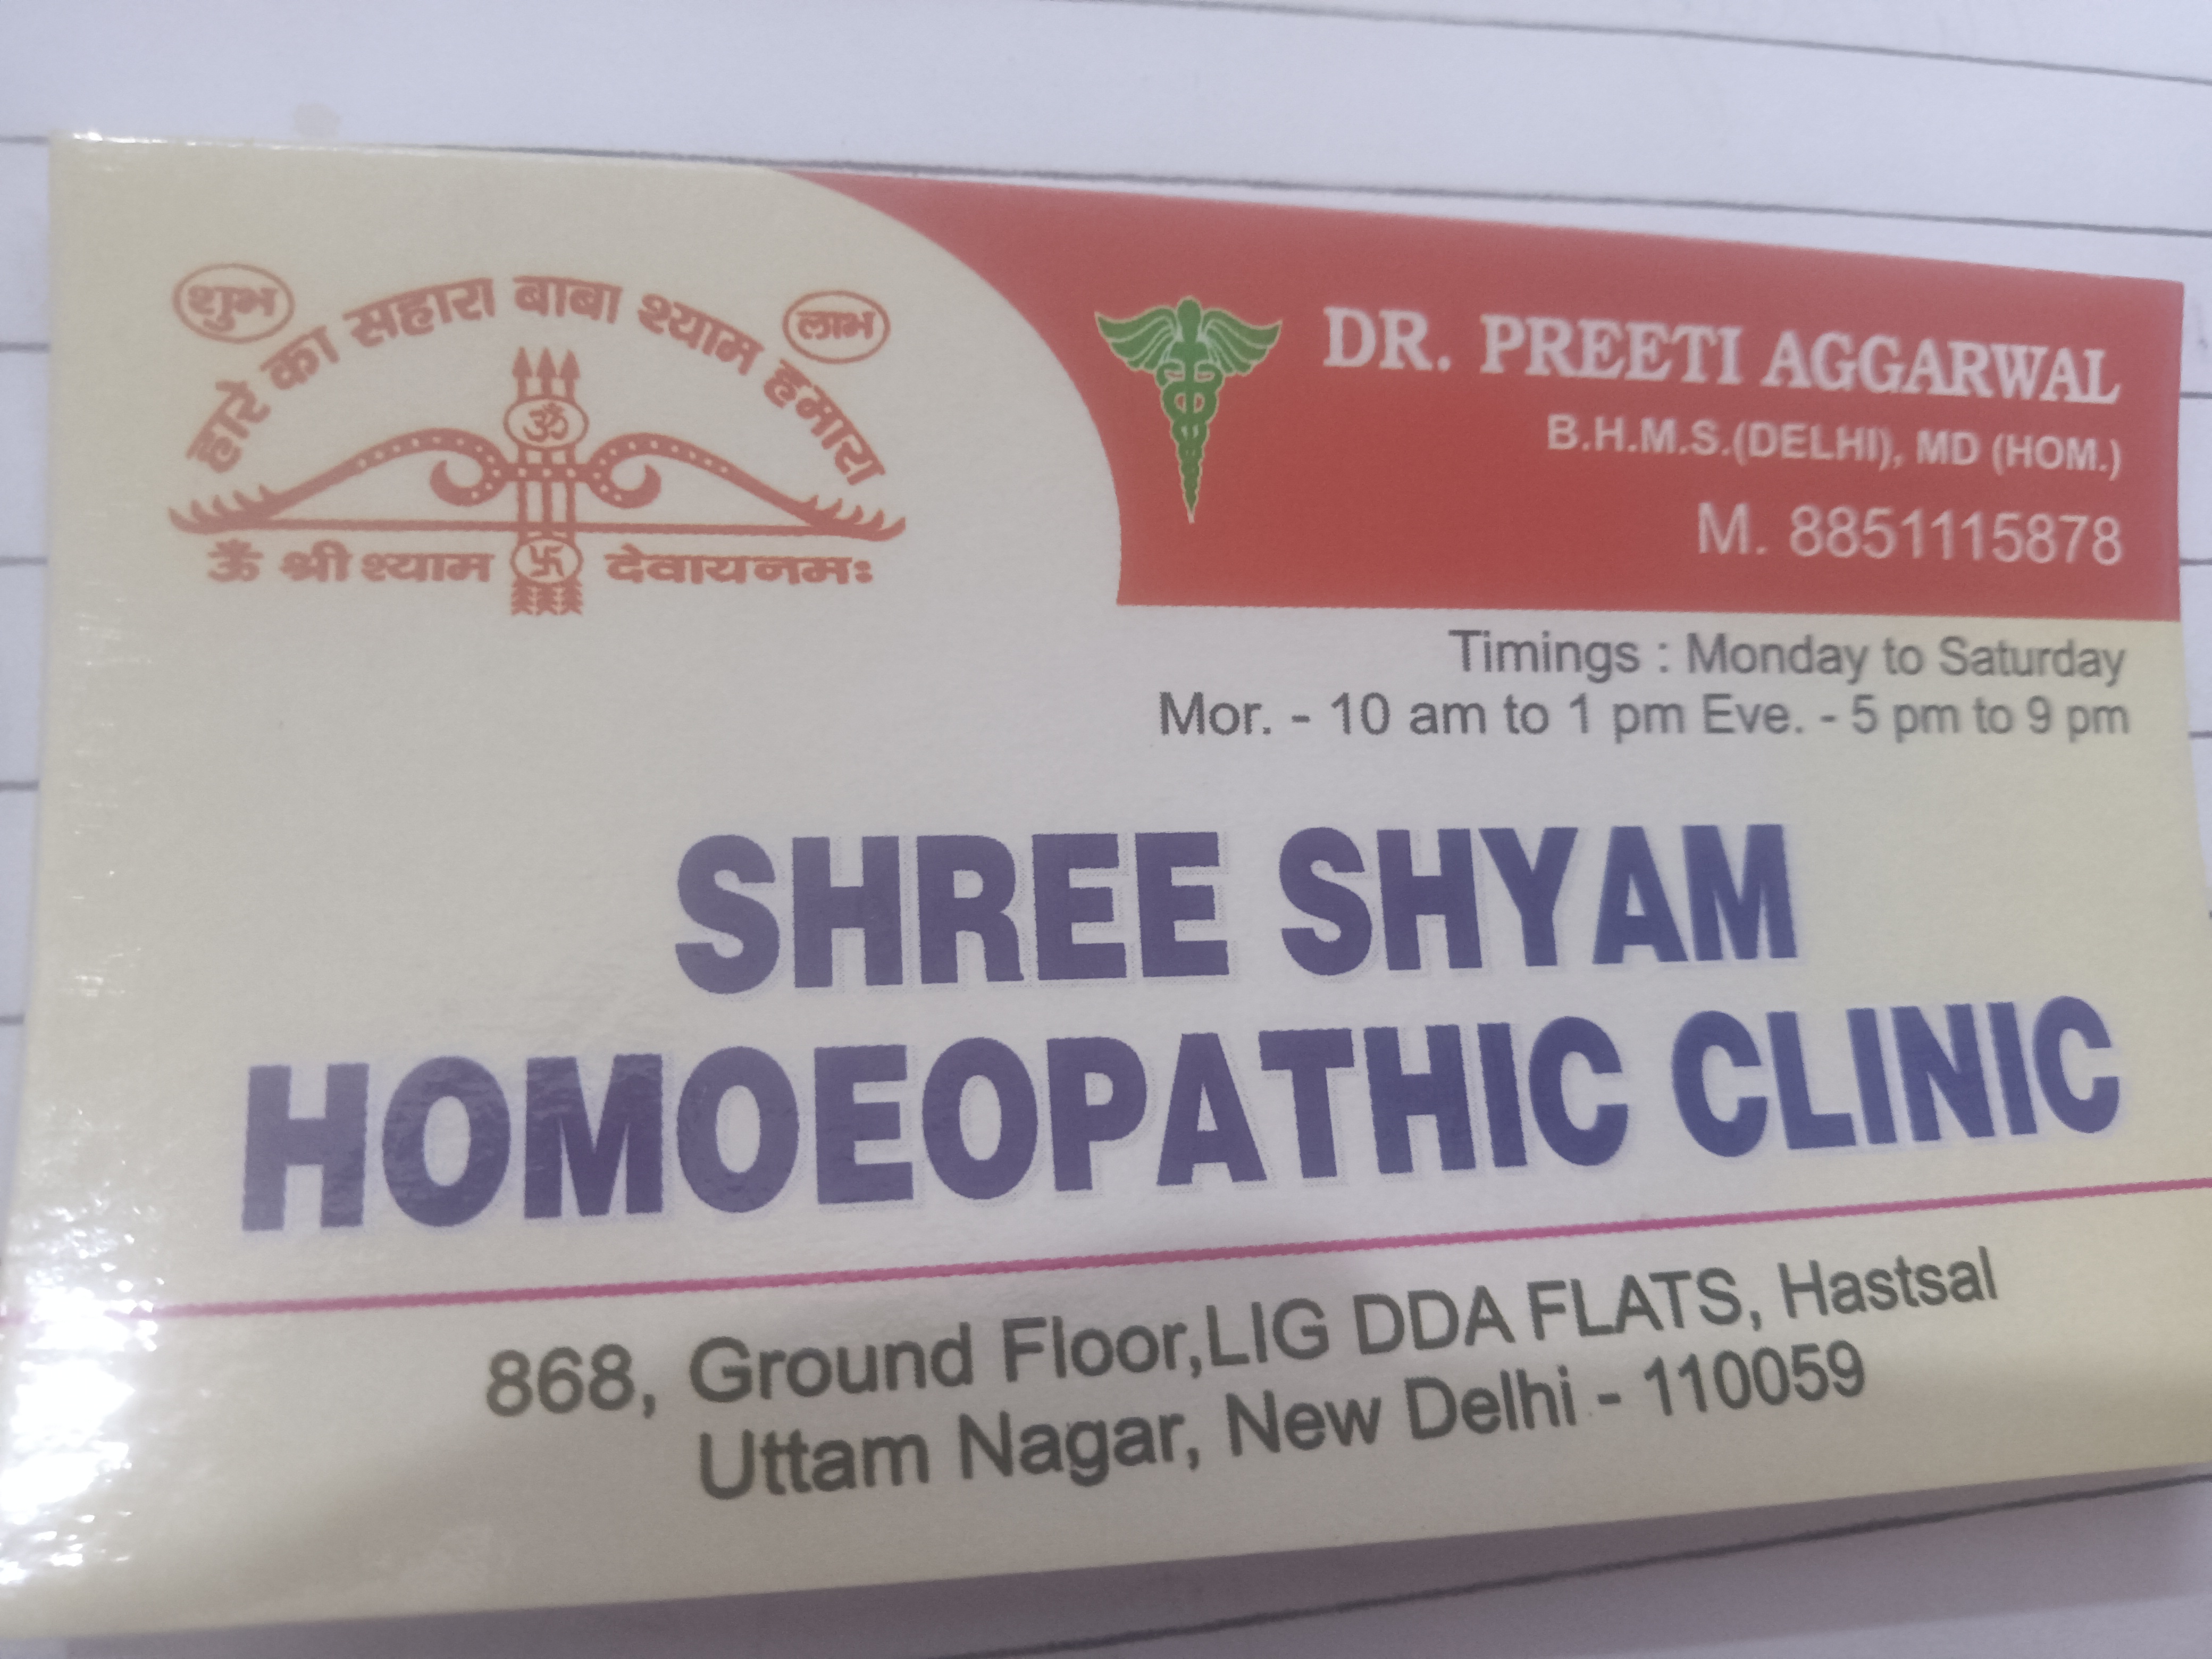 शुभ
लाभ
हारे का सहारा बाबा श्याम हमारा
ॐ
ऊँ श्री श्याम 卐 देवायनमः
DR. PREETI AGGARWAL
B.H.M.S.(DELHI), MD (HOM.)
M. 8851115878
Timings : Monday to Saturday
Mor. - 10 am to 1 pm Eve. - 5 pm to 9 pm
SHREE SHYAM
HOMOEOPATHIC CLINIC
868, Ground Floor,LIG DDA FLATS, Hastsal
Uttam Nagar, New Delhi - 110059